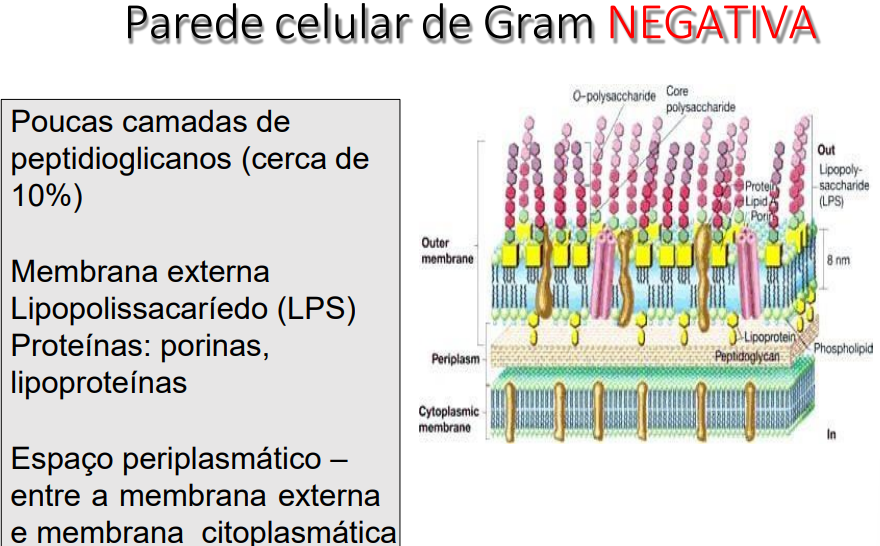 Parede celular de Gram NEGATIVA
Poucas camadas de
peptidioglicanos (cerca de
10%)
Membrana externa
Lipopolissacaríedo (LPS)
Proteínas: porinas,
lipoproteínas
Espaço periplasmático –
entre a membrana externa
e membrana citoplasmática
O–polysaccharide
Core
polysaccharide
Out
Lipopoly-
saccharide
(LPS)
Protein
Lipid A
Porin
Outer
membrane
8 nm
Lipoprotein
Phospholipid
Periplasm
Peptidoglycan
Cytoplasmic
membrane
In